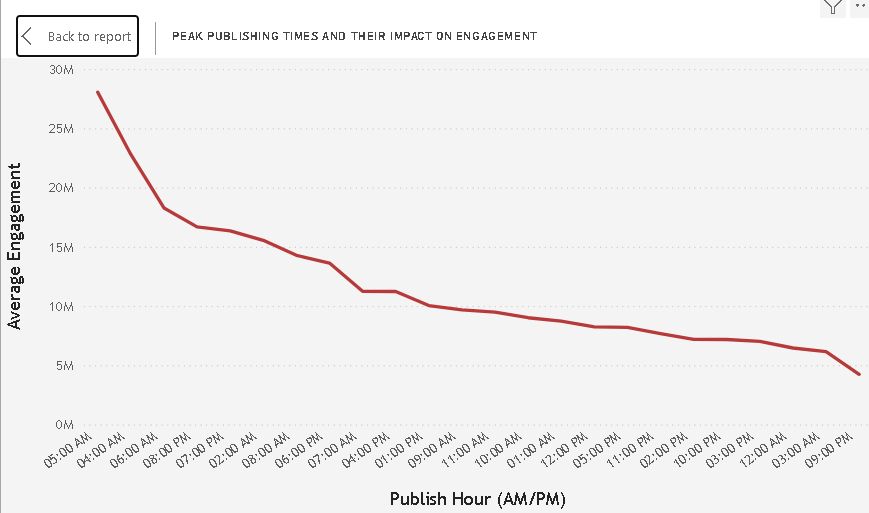 Back to report
PEAK PUBLISHING TIMES AND THEIR IMPACT ON ENGAGEMENT
30M
25M
20M
15M
10M
5M
0M
Average Engagement
05:00 AM
04:00 AM
06:00 AM
08:00 PM
07:00 PM
02:00 AM
08:00 AM
06:00 PM
07:00 AM
04:00 PM
01:00 PM
09:00 AM
11:00 AM
10:00 AM
01:00 AM
12:00 PM
05:00 PM
11:00 PM
02:00 PM
10:00 PM
03:00 PM
12:00 AM
03:00 AM
09:00 PM
Publish Hour (AM/PM)